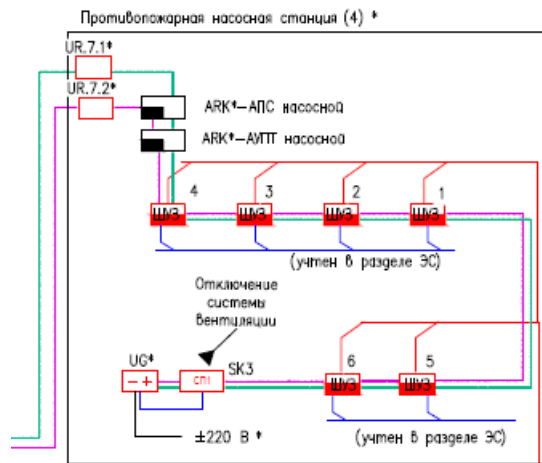 Противопожарная насосная станция (4) *
UR.7.1*
UR.7.2*
ARK*-АПС насосной
ARK*-АУПТ насосной
4
3
2
1
ШУЗ
ШУЗ
ШУЗ
ШУЗ
(учтен в разделе ЭС)
Отключение
системы
вентиляции
UG*
SK3
- +
СП1
6
5
ШУЗ
ШУЗ
±220 В *
(учтен в разделе ЭС)